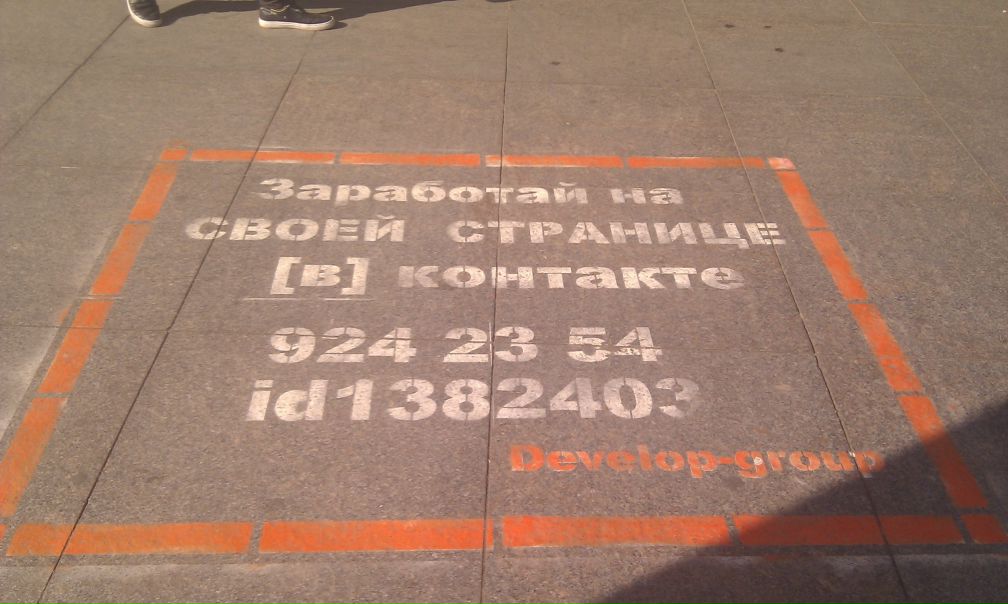 Заработай на
СВОЕЙ СТРАНИЦЕ
[в] контакте
924 23 54
id1382403
Develop-group